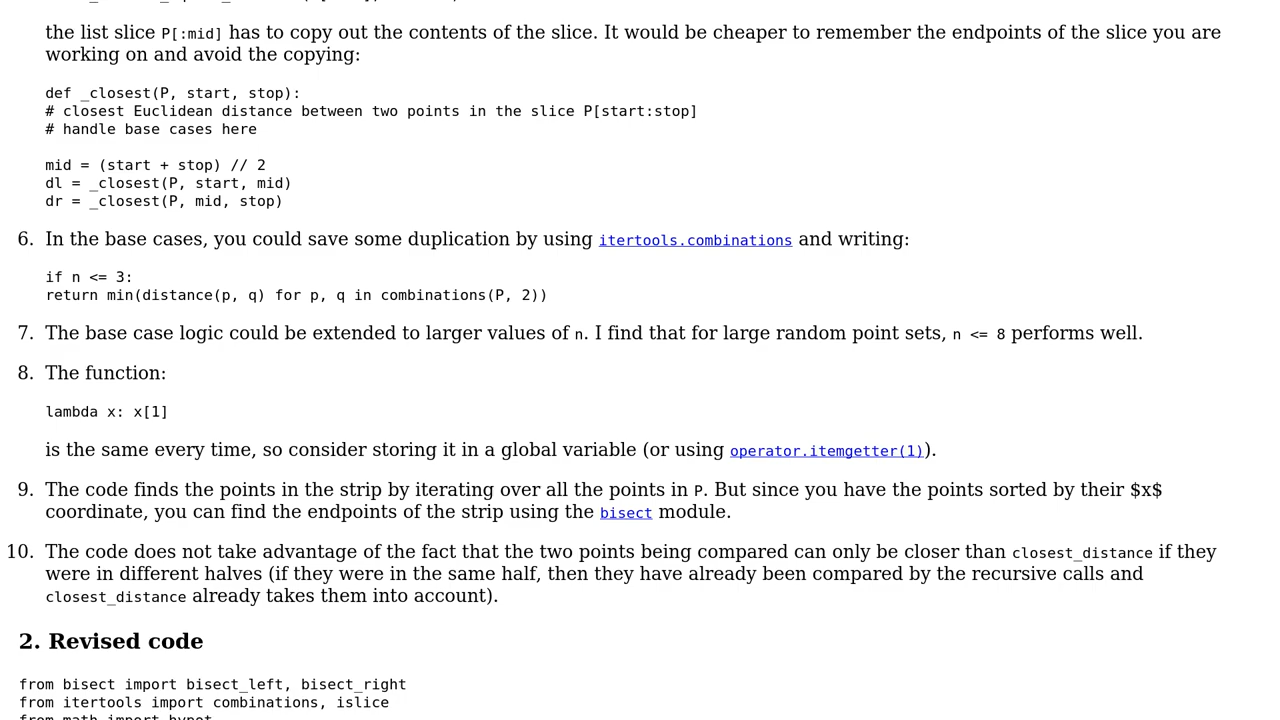 the list slice P[:mid] has to copy out the contents of the slice. It would be cheaper to remember the endpoints of the slice you are
working on and avoid the copying:
def _closest(P, start, stop):
# closest Euclidean distance between two points in the slice P[start:stop]
# handle base cases here
mid = (start + stop) // 2
dl = _closest(P, start, mid)
dr = _closest(P, mid, stop)
6. In the base cases, you could save some duplication by using itertools.combinations and writing:
if n <= 3:
return min(distance(p, q) for p, q in combinations(P, 2))
7. The base case logic could be extended to larger values of n. I find that for large random point sets, n <= 8 performs well.
8. The function:
lambda x: x[1]
is the same every time, so consider storing it in a global variable (or using operator.itemgetter(1)).
9. The code finds the points in the strip by iterating over all the points in P. But since you have the points sorted by their $x$
coordinate, you can find the endpoints of the strip using the bisect module.
10. The code does not take advantage of the fact that the two points being compared can only be closer than closest_distance if they
were in different halves (if they were in the same half, then they have already been compared by the recursive calls and
closest_distance already takes them into account).
2. Revised code
from bisect import bisect_left, bisect_right
from itertools import combinations, islice
from math import hypot